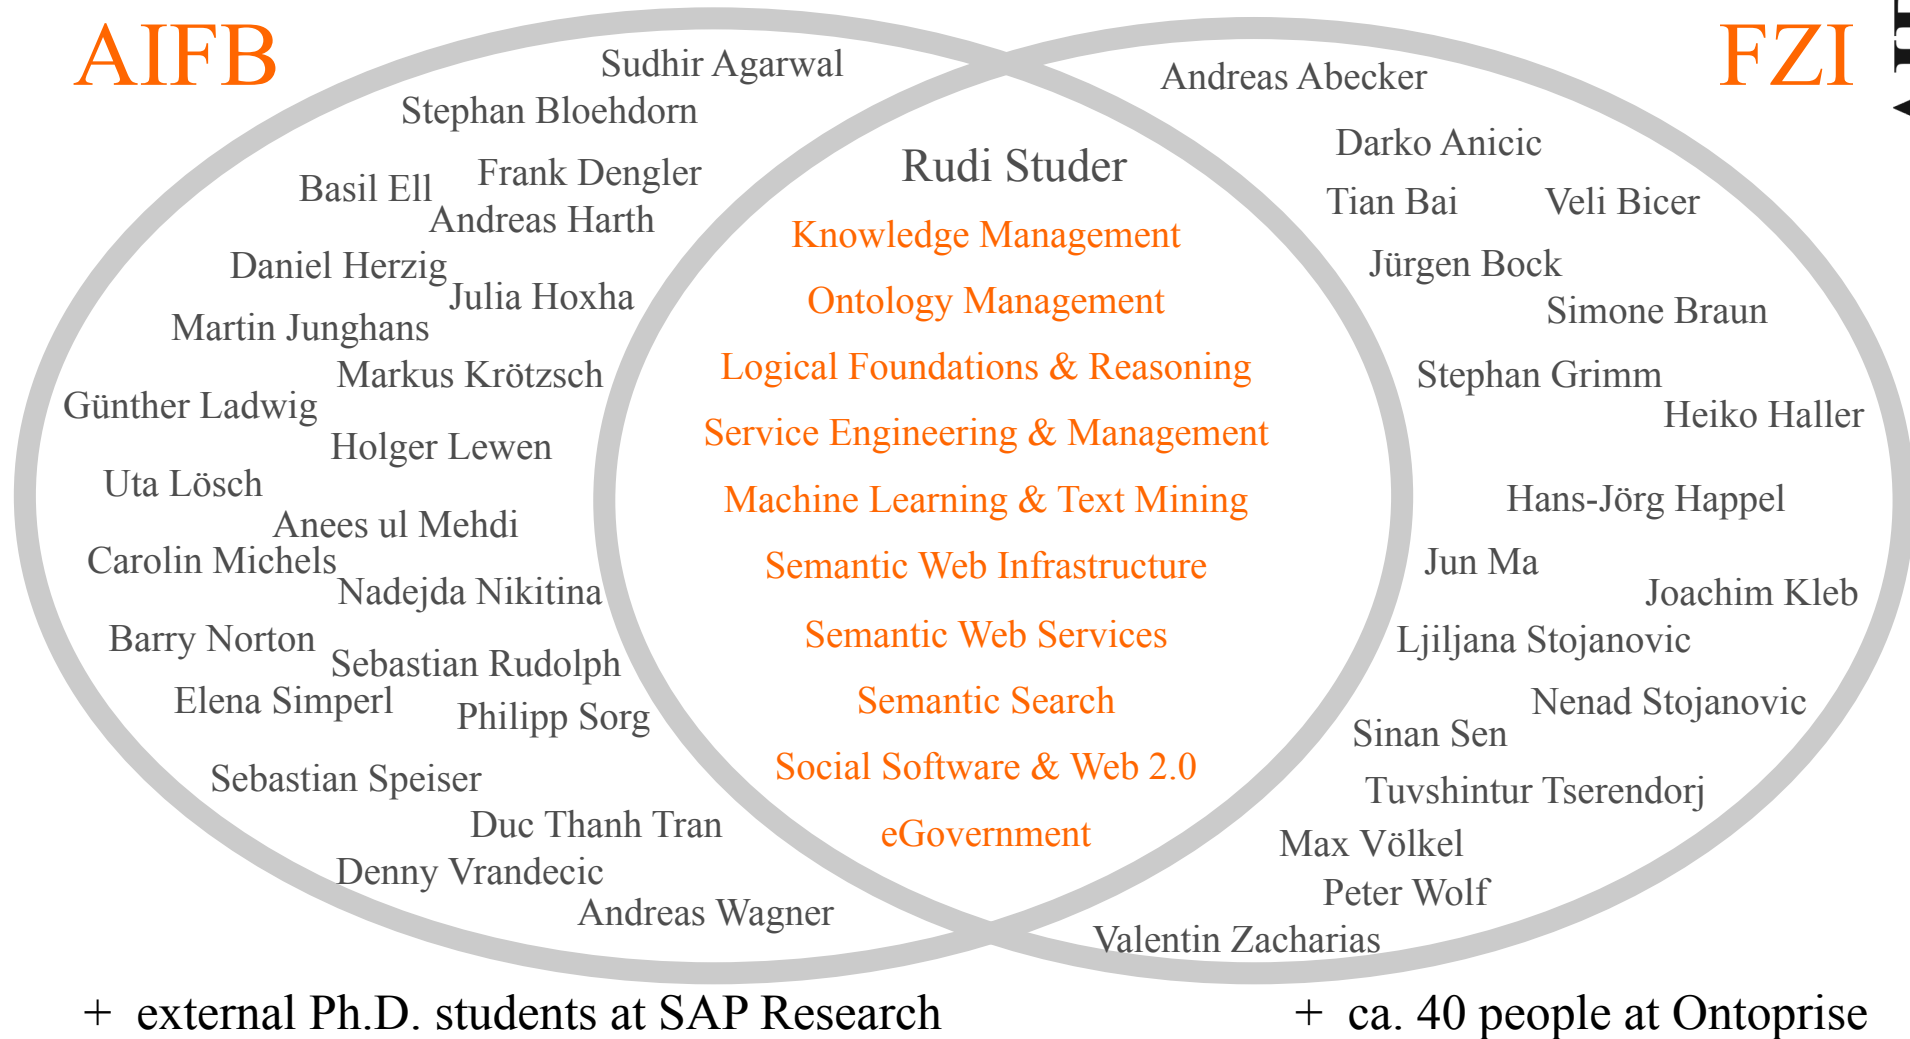 AIFB
FZI
Sudhir Agarwal
Stephan Bloehdorn
Frank Dengler
Basil Ell
Andreas Harth
Daniel Herzig
Julia Hoxha
Martin Junghans
Markus Krötzsch
Günther Ladwig
Holger Lewen
Uta Lösch
Anees ul Mehdi
Carolin Michels
Nadejda Nikitina
Barry Norton
Sebastian Rudolph
Elena Simperl
Philipp Sorg
Sebastian Speiser
Duc Thanh Tran
Denny Vrandecic
Andreas Wagner
Rudi Studer
Knowledge Management
Ontology Management
Logical Foundations & Reasoning
Service Engineering & Management
Machine Learning & Text Mining
Semantic Web Infrastructure
Semantic Web Services
Semantic Search
Social Software & Web 2.0
eGovernment
Andreas Abecker
Darko Anicic
Tian Bai
Veli Bicer
Jürgen Bock
Simone Braun
Stephan Grimm
Heiko Haller
Hans-Jörg Happel
Jun Ma
Joachim Kleb
Ljiljana Stojanovic
Nenad Stojanovic
Sinan Sen
Tuvshintur Tserendorj
Max Völkel
Peter Wolf
Valentin Zacharias
+ external Ph.D. students at SAP Research
+ ca. 40 people at Ontoprise